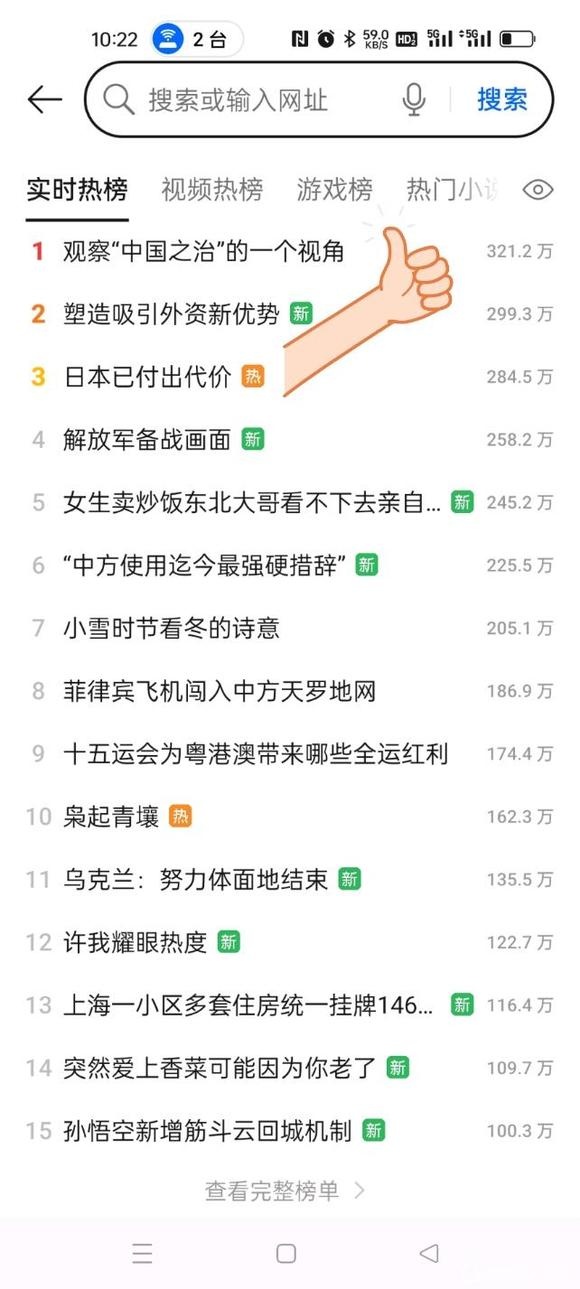 10:22 2 台 59.0 KB/S HD2 5G 5G
搜索或输入网址 搜索
实时热榜 视频热榜 游戏榜 热门小说
1 观察“中国之治”的一个视角 321.2 万
2 塑造吸引外资新优势 新 299.3 万
3 日本已付出代价 热 284.5 万
4 解放军备战画面 新 258.2 万
5 女生卖炒饭东北大哥看不下去亲自... 新 245.2 万
6 “中方使用迄今最强硬措辞” 新 225.5 万
7 小雪时节看冬的诗意 205.1 万
8 菲律宾飞机闯入中方天罗地网 186.9 万
9 十五运会为粤港澳带来哪些全运红利 174.4 万
10 枭起青壤 热 162.3 万
11 乌克兰：努力体面地结束 新 135.5 万
12 许我耀眼热度 新 122.7 万
13 上海一小区多套住房统一挂牌146... 新 116.4 万
14 突然爱上香菜可能因为你老了 新 109.7 万
15 孙悟空新增筋斗云回城机制 新 100.3 万
查看完整榜单